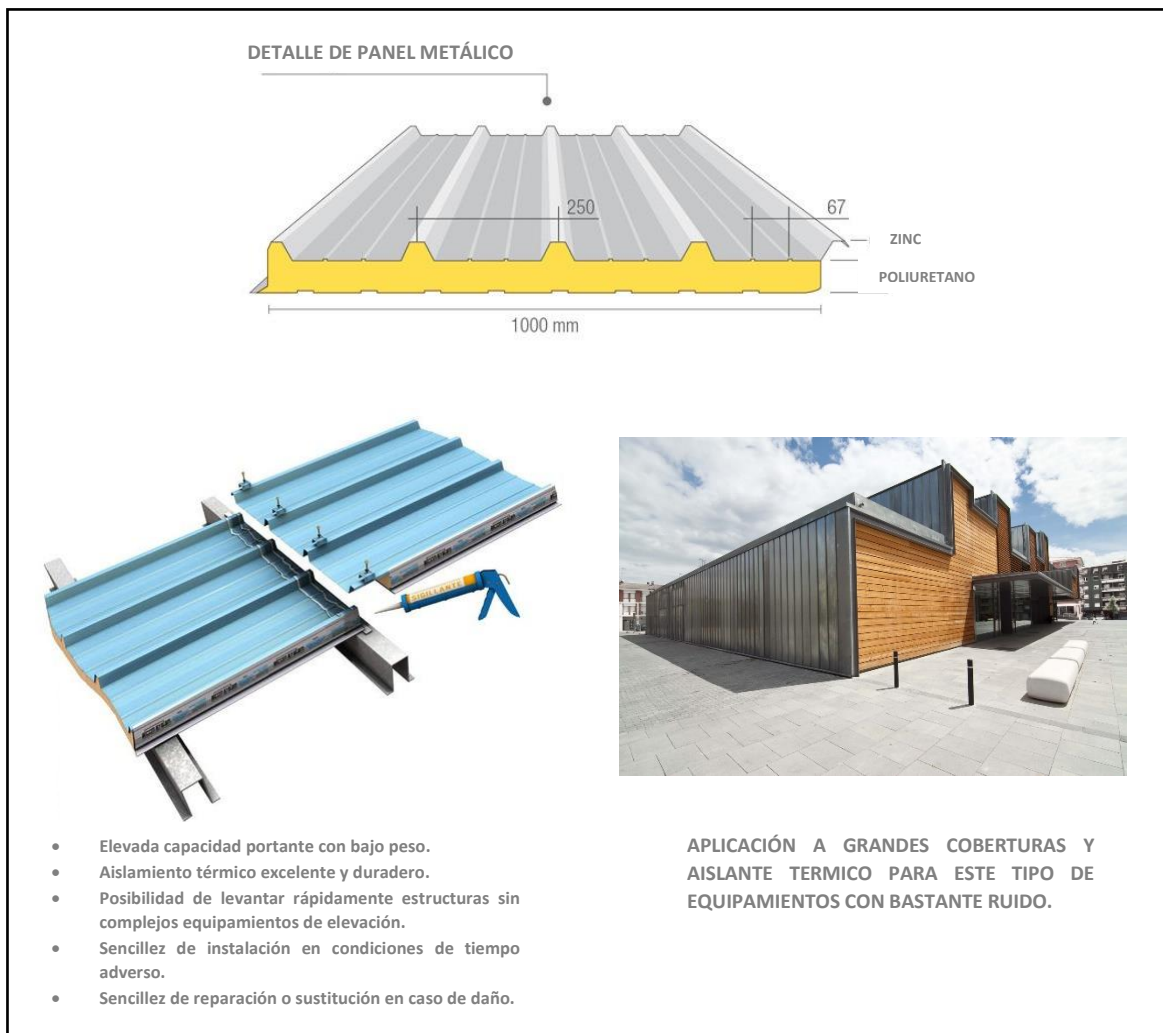 DETALLE DE PANEL METÁLICO
250
67
ZINC
POLIURETANO
1000 mm
SIGILLANTE
• Elevada capacidad portante con bajo peso.
• Aislamiento térmico excelente y duradero.
• Posibilidad de levantar rápidamente estructuras sin
complejos equipamientos de elevación.
• Sencillez de instalación en condiciones de tiempo
adverso.
• Sencillez de reparación o sustitución en caso de daño.
APLICACIÓN A GRANDES COBERTURAS Y
AISLANTE TERMICO PARA ESTE TIPO DE
EQUIPAMIENTOS CON BASTANTE RUIDO.